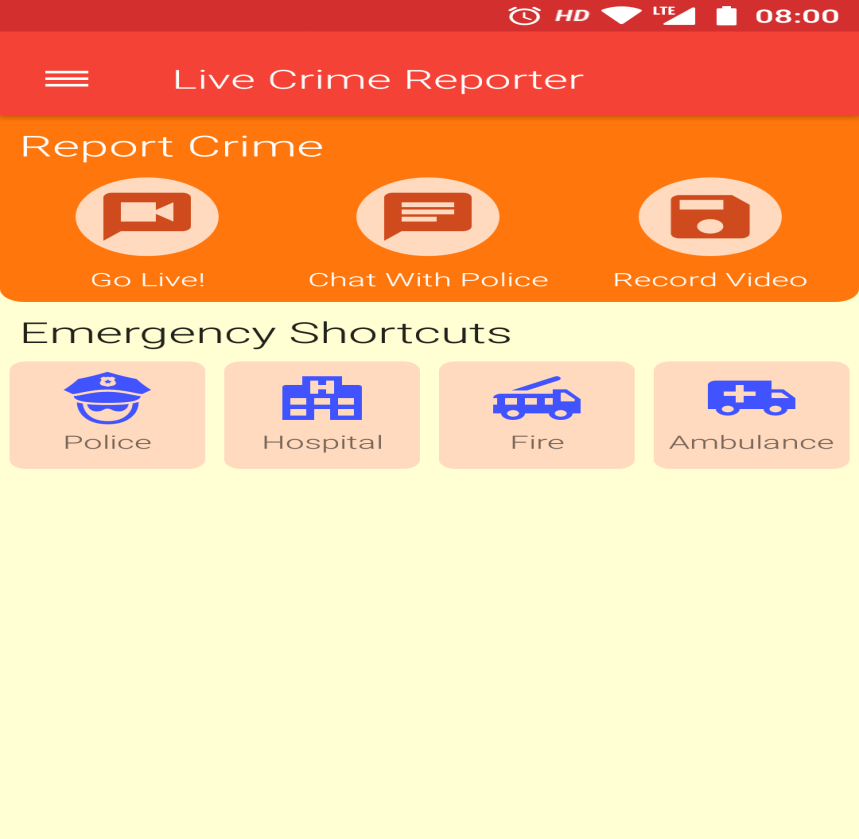 HD LTE 08:00
Live Crime Reporter
Report Crime
Go Live! Chat With Police Record Video
Emergency Shortcuts
H
Police Hospital Fire Ambulance